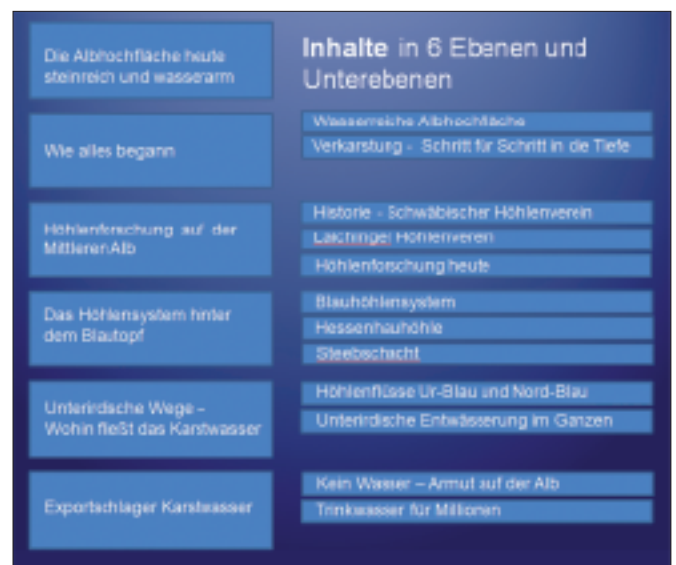 Die Albhochfläche heute
steinreich und wasserarm
Inhalte in 6 Ebenen und
Unterebenen
Wie alles begann
Wasserreiche Albhochfläche
Verkarstung - Schritt für Schritt in die Tiefe
Höhlenforschung auf der
Mittleren Alb
Historie - Schwäbischer Höhlenverein
Laichinger Höhlenverein
Höhlenforschung heute
Das Höhlensystem hinter
dem Blautopf
Blauhöhlensystem
Hessenhauhöhle
Steebschacht
Unterirdische Wege –
Wohin fließt das Karstwasser
Höhlenflüsse Ur-Blau und Nord-Blau
Unterirdische Entwässerung im Ganzen
Exportschlager Karstwasser
Kein Wasser – Armut auf der Alb
Trinkwasser für Millionen